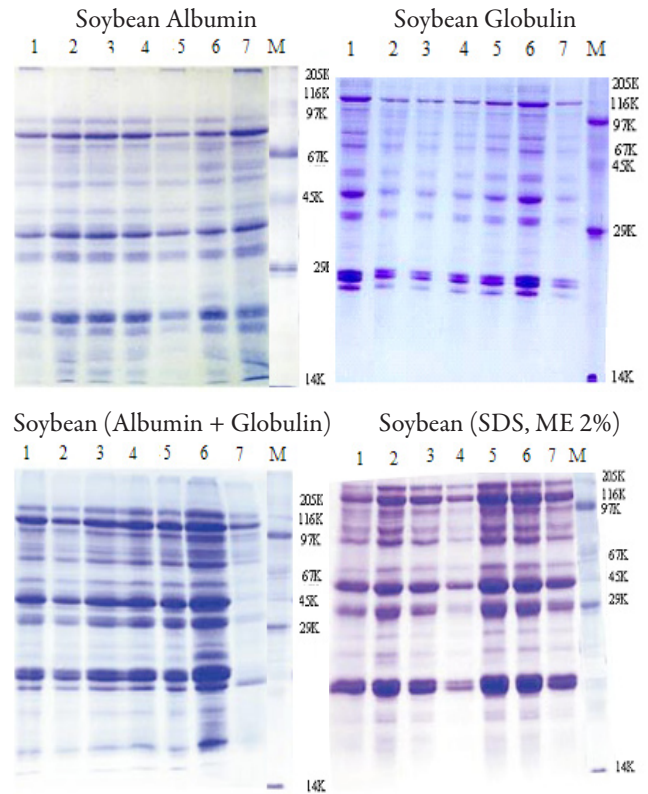 Soybean Albumin
1 2 3 4 5 6 7 M
205K
116K
97K
67K
45K
29K
14K
Soybean Globulin
1 2 3 4 5 6 7 M
205K
116K
97K
67K
45K
29K
14K
Soybean (Albumin + Globulin)
1 2 3 4 5 6 7 M
205K
116K
97K
67K
45K
29K
14K
Soybean (SDS, ME 2%)
1 2 3 4 5 6 7 M
205K
116K
97K
67K
45K
29K
14K